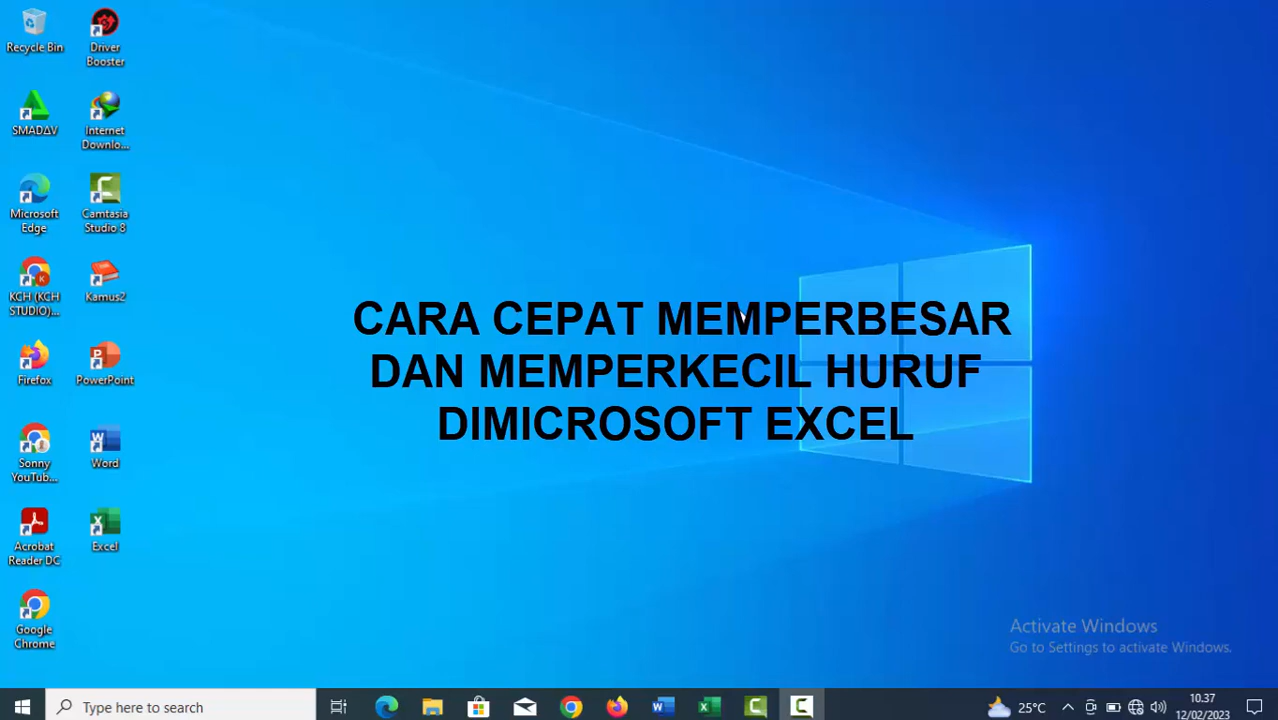 Recycle Bin
Driver
Booster
SMADΔV
Internet
Downlo...
Microsoft
Edge
Camtasia
Studio 8
KCH (KCH
STUDIO)...
Kamus2
Firefox
PowerPoint
Sonny
YouTub...
Word
Acrobat
Reader DC
Excel
Google
Chrome
CARA CEPAT MEMPERBESAR
DAN MEMPERKECIL HURUF
DIMICROSOFT EXCEL
Activate Windows
Go to Settings to activate Windows.
Type here to search
25°C
10.37
12/02/2023